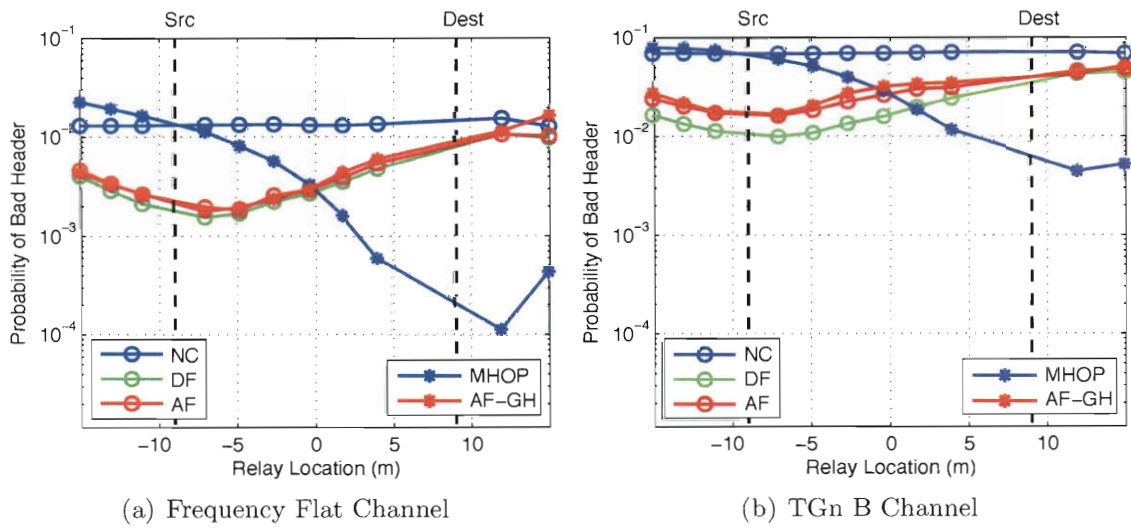 Src Dest
10⁻¹
10⁻²
10⁻³
10⁻⁴
Probability of Bad Header
NC
DF
AF
MHOP
AF-GH
−10 −5 0 5 10
Relay Location (m)
(a) Frequency Flat Channel
Src Dest
10⁻¹
10⁻²
10⁻³
10⁻⁴
Probability of Bad Header
NC
DF
AF
MHOP
AF-GH
−10 −5 0 5 10 15
Relay Location (m)
(b) TGn B Channel